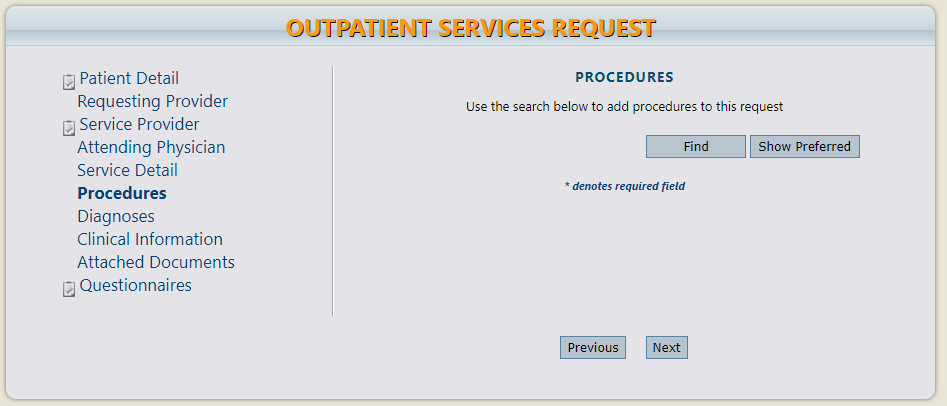 OUTPATIENT SERVICES REQUEST
Patient Detail
Requesting Provider
Service Provider
Attending Physician
Service Detail
Procedures
Diagnoses
Clinical Information
Attached Documents
Questionnaires
PROCEDURES
Use the search below to add procedures to this request
Find Show Preferred
* denotes required field
Previous Next